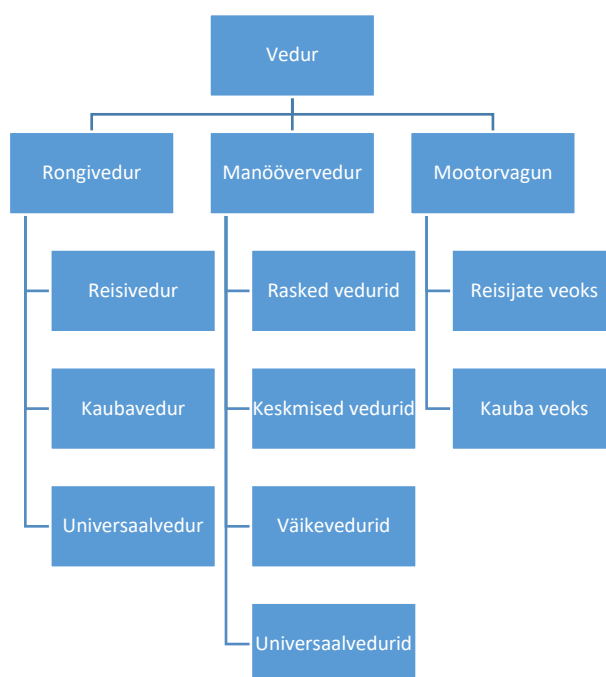 Vedur
Rongivedur
Manöövervedur
Mootorvagun
Reisivedur
Rasked vedurid
Reisijate veoks
Kaubavedur
Keskmised vedurid
Kauba veoks
Universaalvedur
Väikevedurid
Universaalvedurid